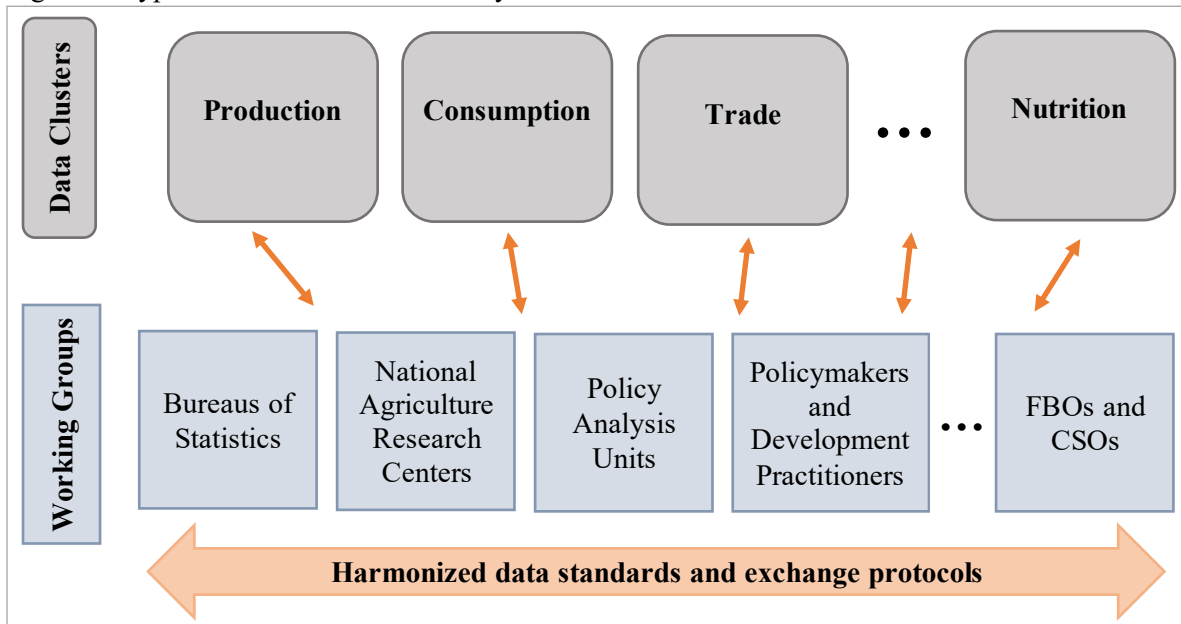 Data Clusters
Production
Consumption
Trade
...
Nutrition
Working Groups
Bureaus of
Statistics
National
Agriculture
Research
Centers
Policy
Analysis
Units
Policymakers
and
Development
Practitioners
...
FBOs and
CSOs
Harmonized data standards and exchange protocols